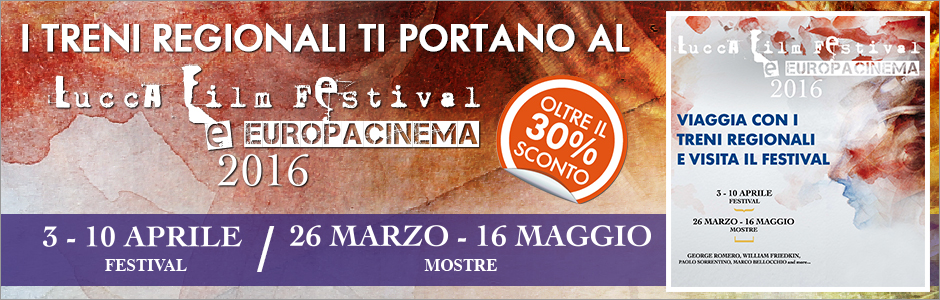 I TRENI REGIONALI TI PORTANO AL
LuccA Film Festival
e EUROPACINEMA
2016
OLTRE IL
30%
SCONTO
3 - 10 APRILE / 26 MARZO - 16 MAGGIO
FESTIVAL MOSTRE
LuccA Film Festival
e EUROPACINEMA
2016
VIAGGIA CON I
TRENI REGIONALI
E VISITA IL FESTIVAL
3 - 10 APRILE
FESTIVAL
26 MARZO - 16 MAGGIO
MOSTRE
GEORGE ROMERO, WILLIAM FRIEDKIN,
PAOLO SORRENTINO, MARCO BELLOCCHIO and more...